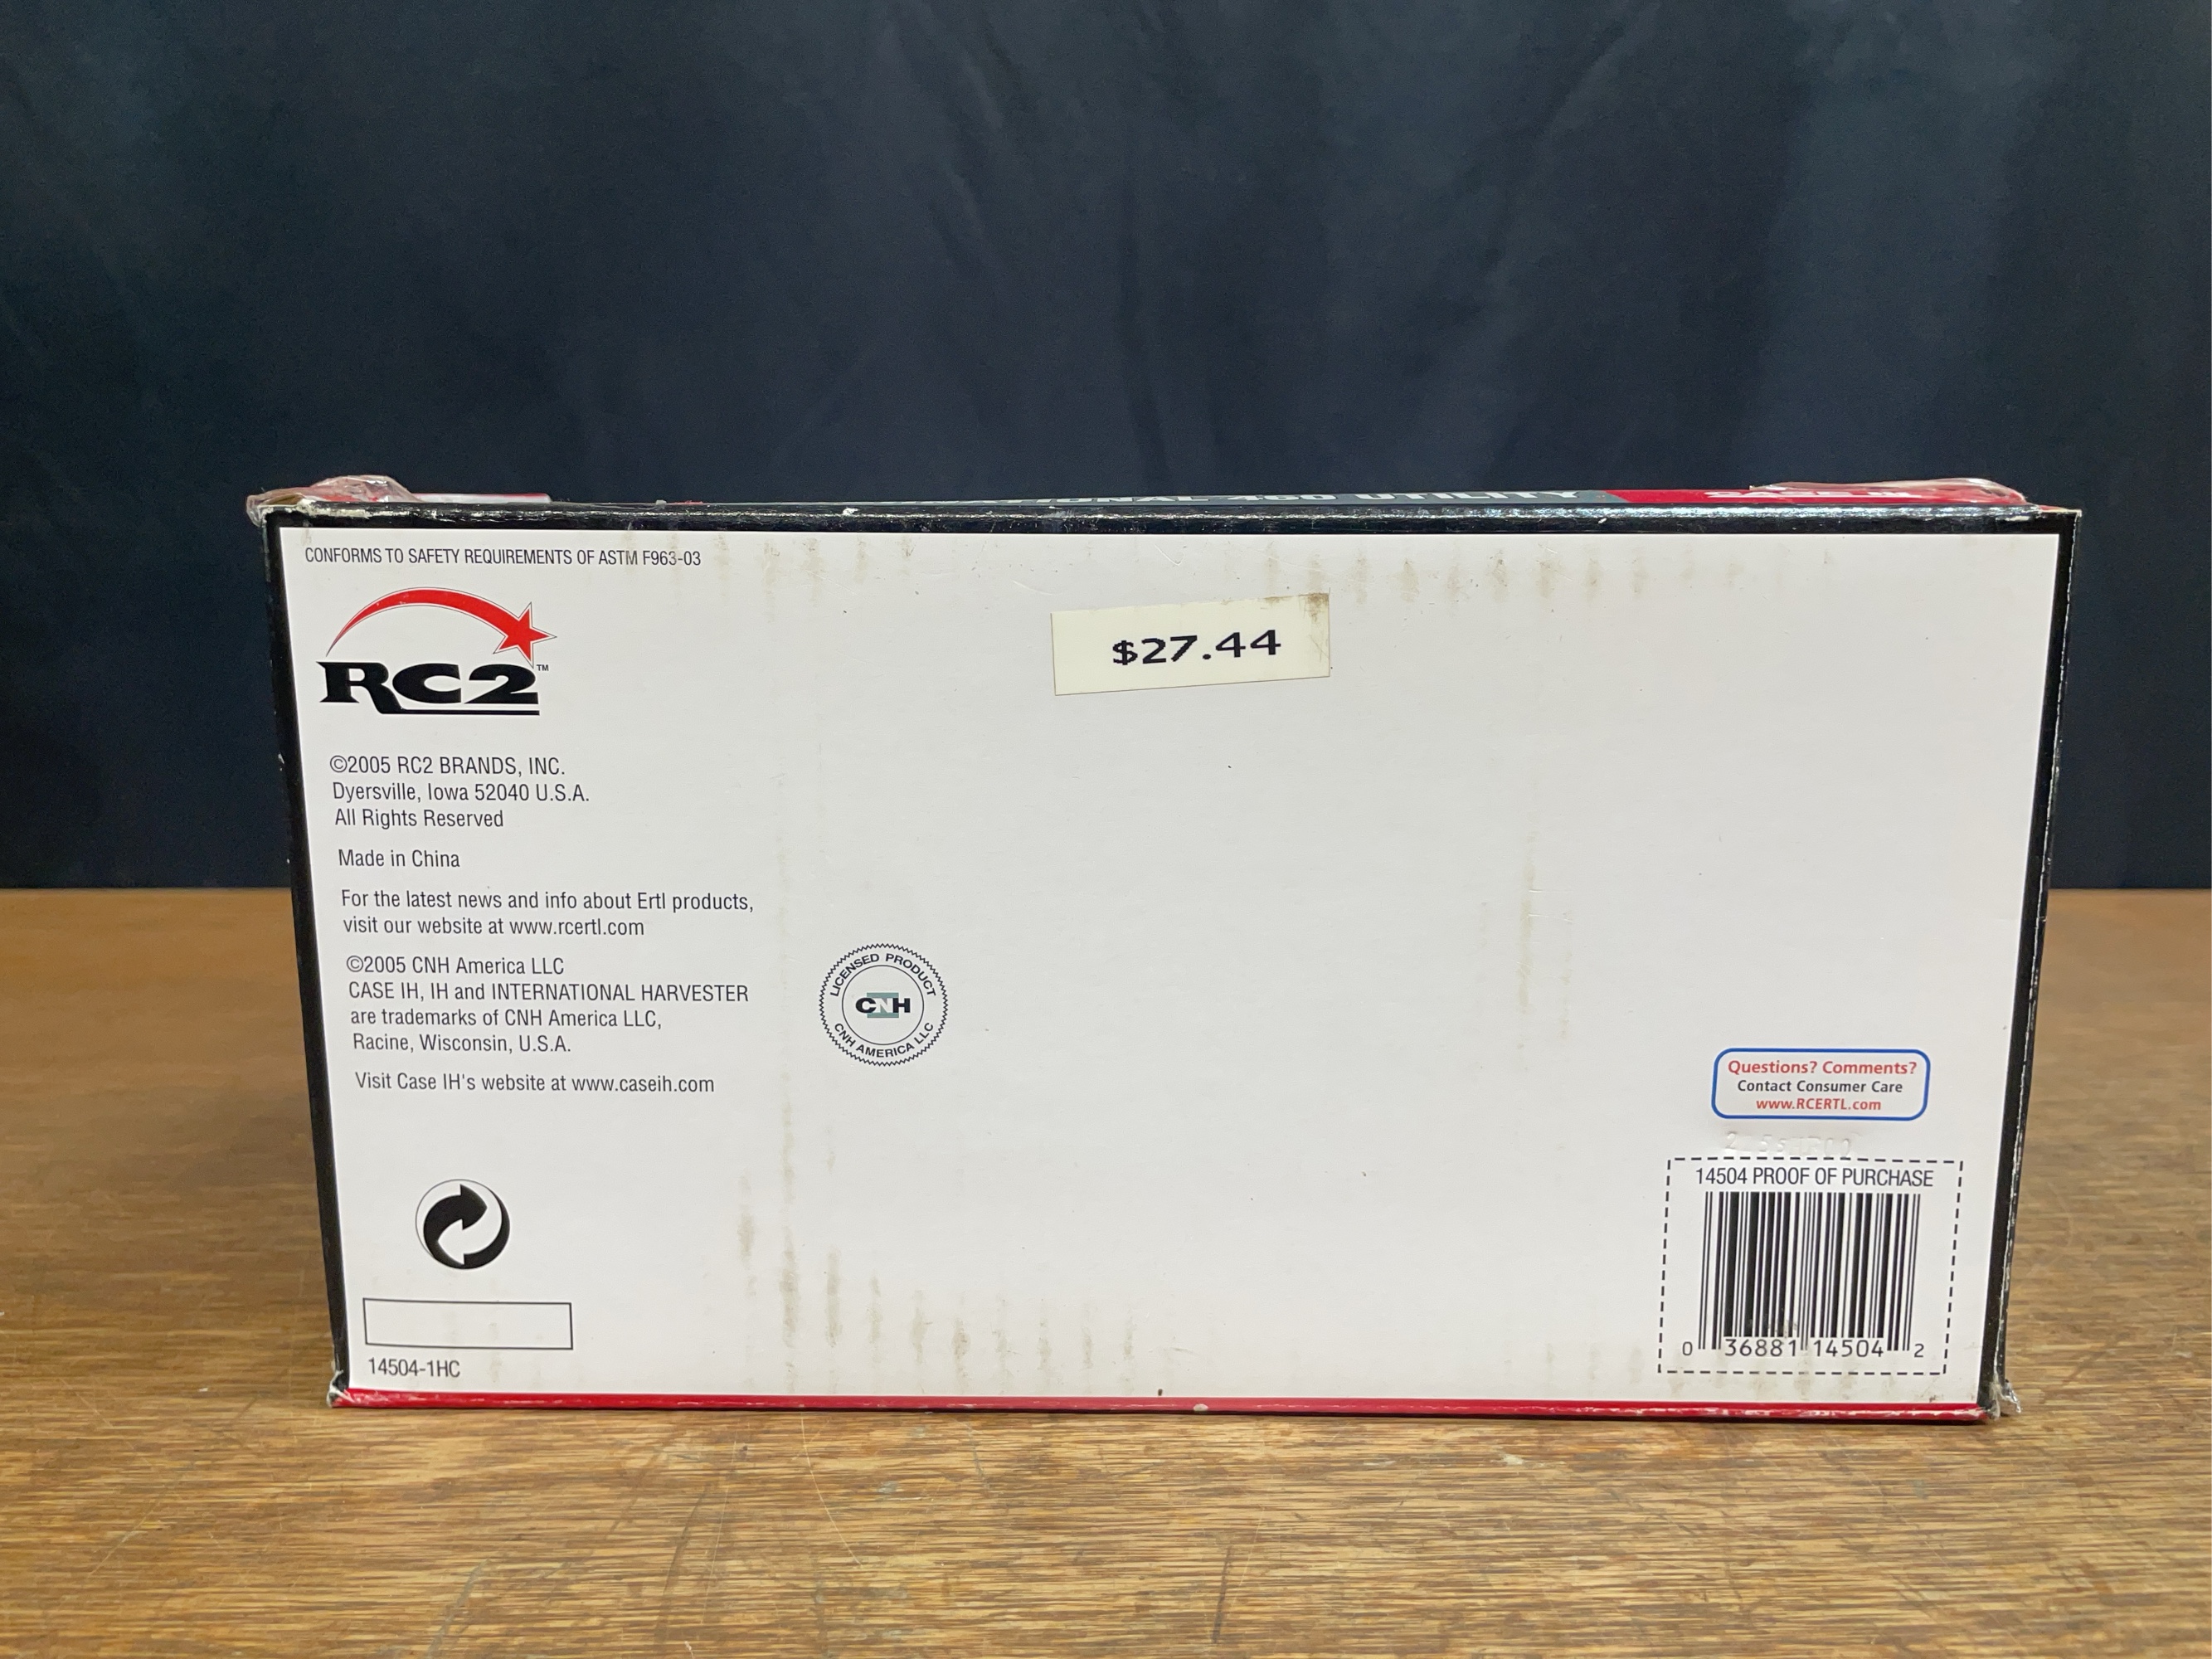 UTILITY
CONFORMS TO SAFETY REQUIREMENTS OF ASTM F963-03
RC2™
$27.44
©2005 RC2 BRANDS, INC.
Dyersville, Iowa 52040 U.S.A.
All Rights Reserved
Made in China
For the latest news and info about Ertl products,
visit our website at www.rcertl.com
©2005 CNH America LLC
CASE IH, IH and INTERNATIONAL HARVESTER
are trademarks of CNH America LLC,
Racine, Wisconsin, U.S.A.
Visit Case IH's website at www.caseih.com
LICENSED PRODUCT
CNH
CNH AMERICA LLC
Questions? Comments?
Contact Consumer Care
www.RCERTL.com
14504 PROOF OF PURCHASE
0 36881 14504 2
14504-1HC